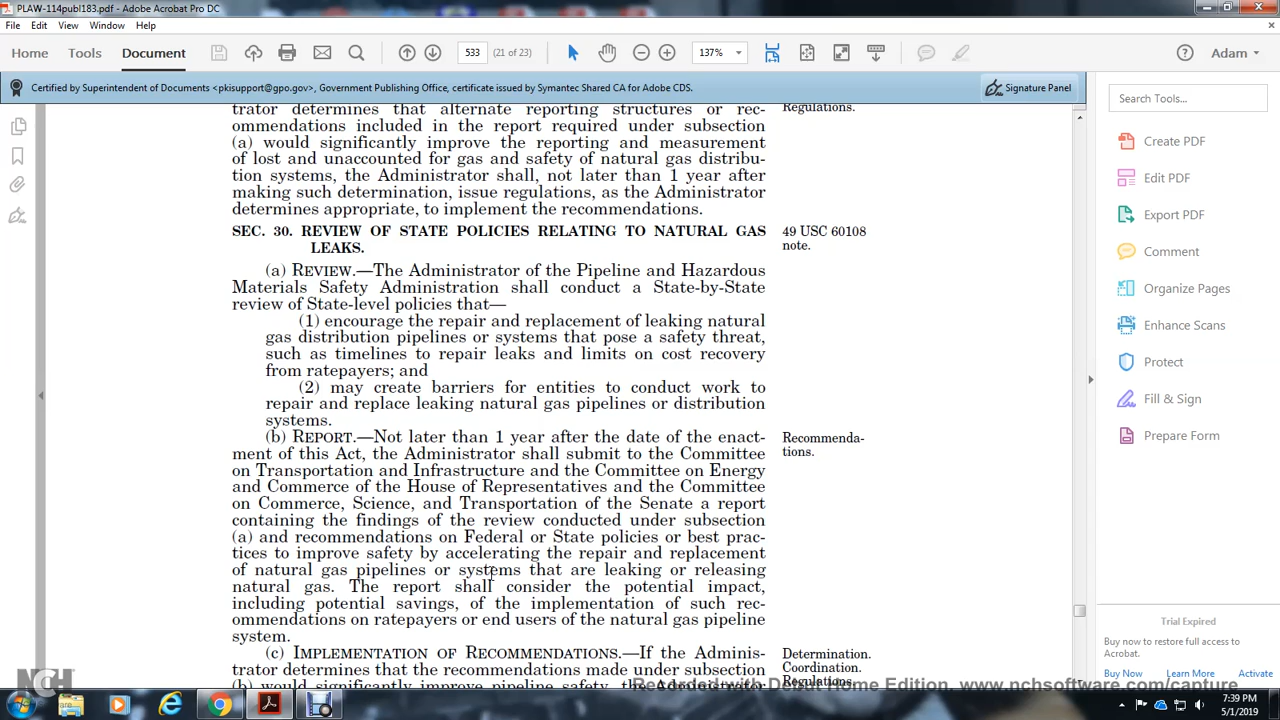 PLAW-114publ183.pdf - Adobe Acrobat Pro DC
File Edit View Window Help
Home Tools Document 533 (21 of 23) 137% Adam
Certified by Superintendent of Documents <pkisupport@gpo.gov>, Government Publishing Office, certificate issued by Symantec Shared CA for Adobe CDS.
Signature Panel
trator determines that alternate reporting structures or rec-
ommendations included in the report required under subsection
(a) would significantly improve the reporting and measurement
of lost and unaccounted for gas and safety of natural gas distribu-
tion systems, the Administrator shall, not later than 1 year after
making such determination, issue regulations, as the Administrator
determines appropriate, to implement the recommendations.
Regulations.
SEC. 30. REVIEW OF STATE POLICIES RELATING TO NATURAL GAS
LEAKS.
49 USC 60108
note.
(a) REVIEW.—The Administrator of the Pipeline and Hazardous
Materials Safety Administration shall conduct a State-by-State
review of State-level policies that—
(1) encourage the repair and replacement of leaking natural
gas distribution pipelines or systems that pose a safety threat,
such as timelines to repair leaks and limits on cost recovery
from ratepayers; and
(2) may create barriers for entities to conduct work to
repair and replace leaking natural gas pipelines or distribution
systems.
(b) REPORT.—Not later than 1 year after the date of the enact-
ment of this Act, the Administrator shall submit to the Committee
on Transportation and Infrastructure and the Committee on Energy
and Commerce of the House of Representatives and the Committee
on Commerce, Science, and Transportation of the Senate a report
containing the findings of the review conducted under subsection
(a) and recommendations on Federal or State policies or best prac-
tices to improve safety by accelerating the repair and replacement
of natural gas pipelines or systems that are leaking or releasing
natural gas. The report shall consider the potential impact,
including potential savings, of the implementation of such rec-
ommendations on ratepayers or end users of the natural gas pipeline
system.
Recommenda-
tions.
(c) IMPLEMENTATION OF RECOMMENDATIONS.—If the Adminis-
trator determines that the recommendations made under subsection
(b) would significantly improve pipeline safety, the Administrator
Determination.
Coordination.
Regulations.
Search Tools...
Create PDF
Edit PDF
Export PDF
Comment
Organize Pages
Enhance Scans
Protect
Fill & Sign
Prepare Form
Trial Expired
Buy now to restore full access to
Acrobat.
Buy Now Learn More Activate
NCH
Recorded with Debut Home Edition. www.nchsoftware.com/capture
7:39 PM
5/1/2019